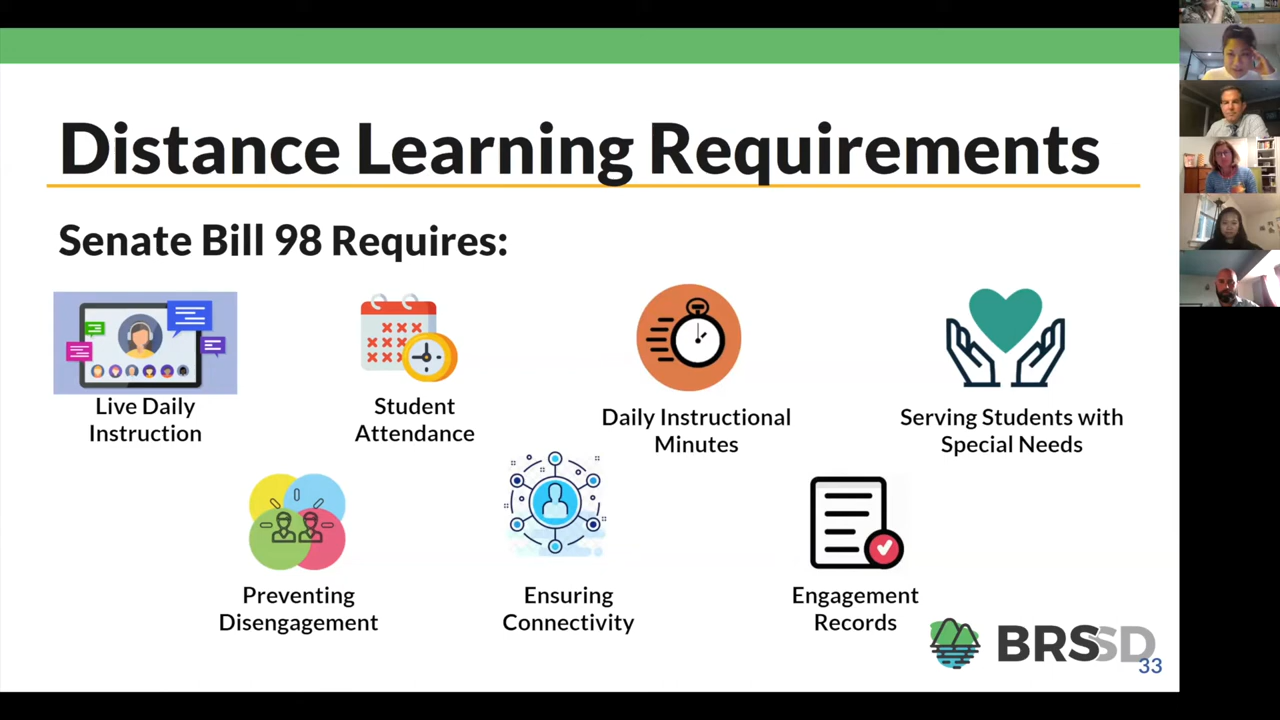 Distance Learning Requirements
Senate Bill 98 Requires:
Live Daily
Instruction
Student
Attendance
Daily Instructional
Minutes
Serving Students with
Special Needs
Preventing
Disengagement
Ensuring
Connectivity
Engagement
Records
BRSSD
33